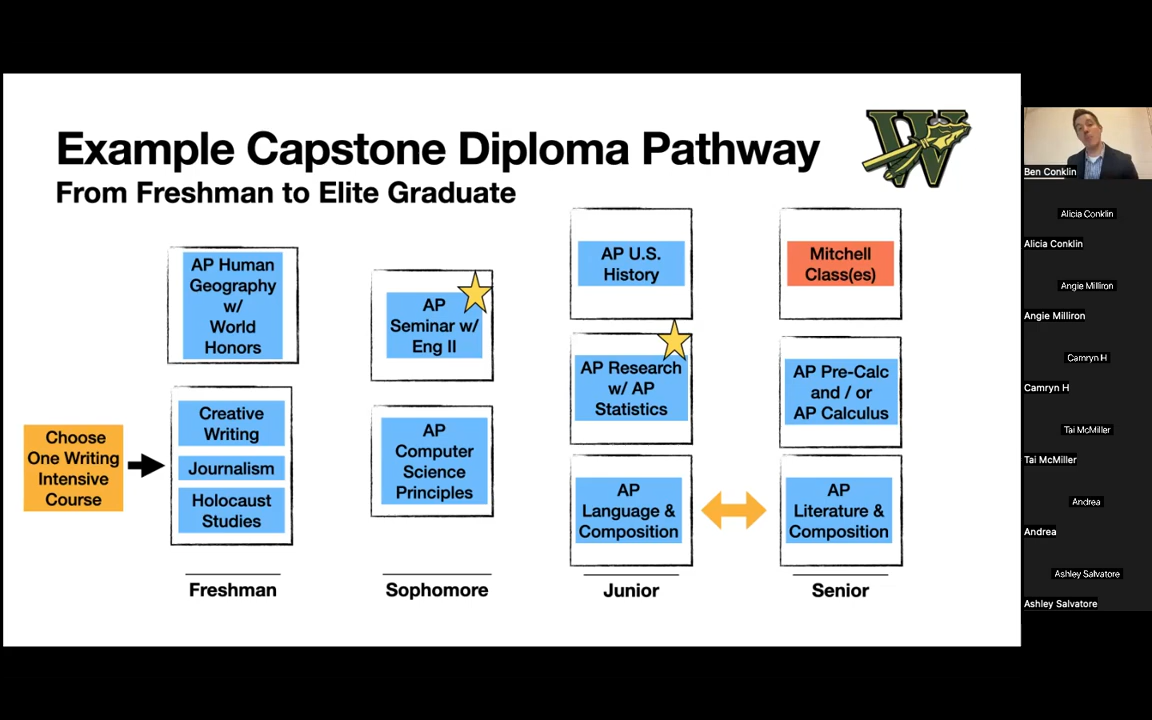 Example Capstone Diploma Pathway
From Freshman to Elite Graduate
W
AP Human
Geography
w/
World
Honors
Choose
One Writing
Intensive
Course
Creative
Writing
Journalism
Holocaust
Studies
Freshman
AP
Seminar w/
Eng II
AP
Computer
Science
Principles
Sophomore
AP U.S.
History
AP Research
w/ AP
Statistics
AP
Language &
Composition
Junior
Mitchell
Class(es)
AP Pre-Calc
and / or
AP Calculus
AP
Literature &
Composition
Senior
Ben Conklin
Alicia Conklin
Alicia Conklin
Angie Milliron
Angie Milliron
Camryn H
Camryn H
Tai McMiller
Tai McMiller
Andrea
Andrea
Ashley Salvatore
Ashley Salvatore